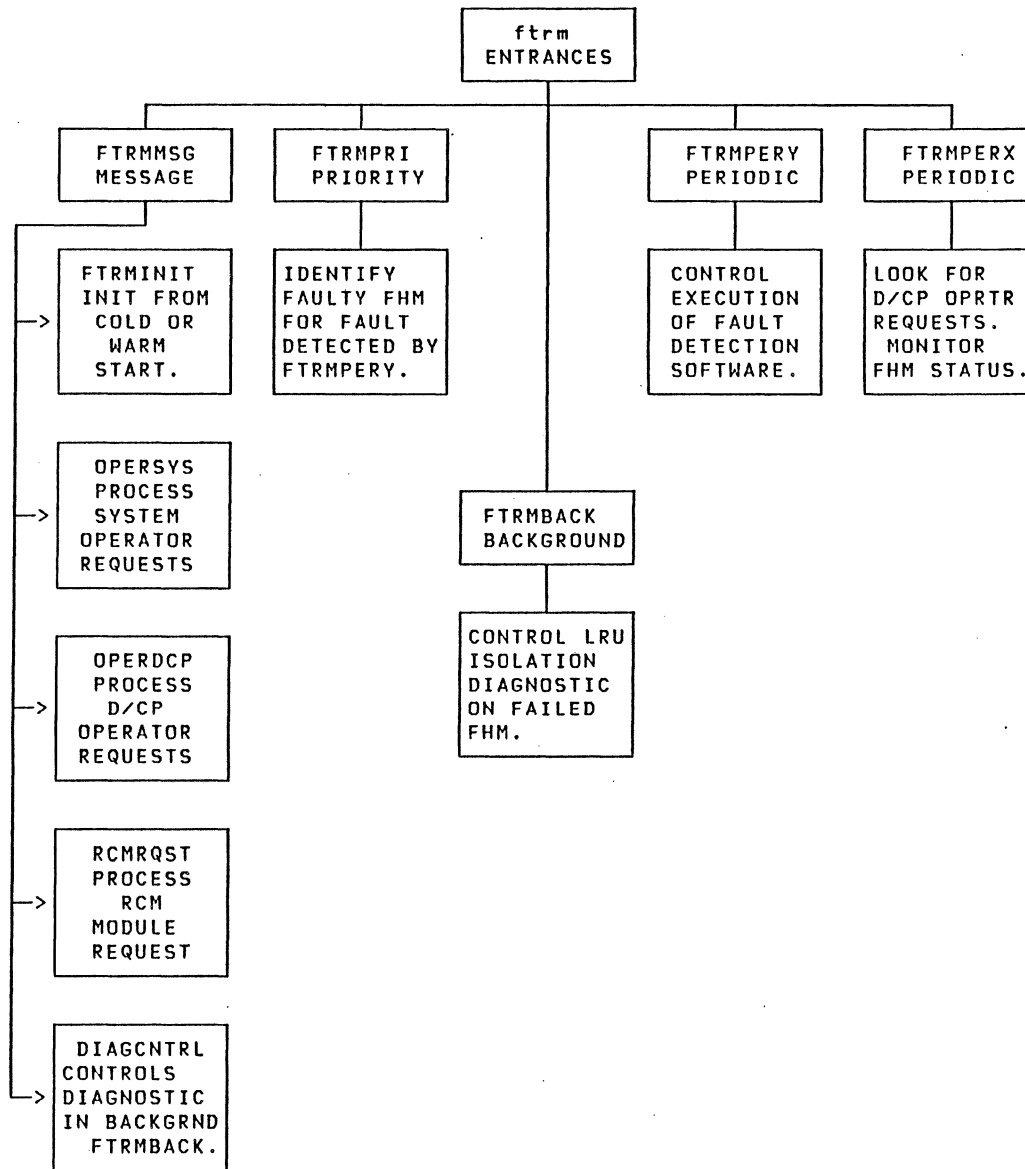 ftrm
ENTRANCES
FTRMMSG
MESSAGE
FTRMPRI
PRIORITY
FTRMPERY
PERIODIC
FTRMPERX
PERIODIC
FTRMINIT
INIT FROM
COLD OR
WARM
START.
IDENTIFY
FAULTY FHM
FOR FAULT
DETECTED BY
FTRMPERY.
CONTROL
EXECUTION
OF FAULT
DETECTION
SOFTWARE.
LOOK FOR
D/CP OPRTR
REQUESTS.
MONITOR
FHM STATUS.
OPERSYS
PROCESS
SYSTEM
OPERATOR
REQUESTS
FTRMBACK
BACKGROUND
CONTROL LRU
ISOLATION
DIAGNOSTIC
ON FAILED
FHM.
OPERDCP
PROCESS
D/CP
OPERATOR
REQUESTS
RCMRQST
PROCESS
RCM
MODULE
REQUEST
DIAGCNTRL
CONTROLS
DIAGNOSTIC
IN BACKGRND
FTRMBACK.